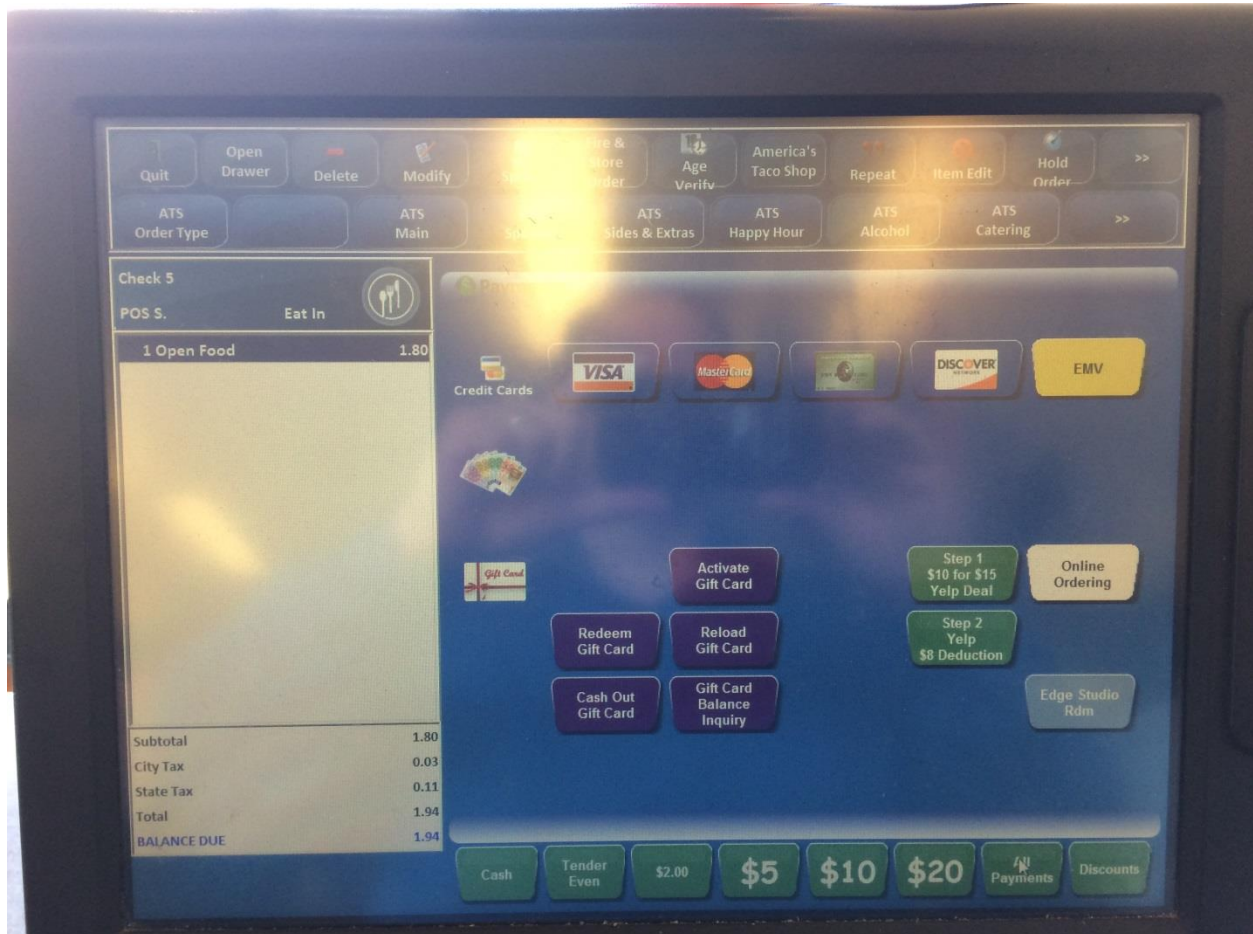 Quit
Open
Drawer
Delete
Modify
Age
Verify
America's
Taco Shop
Repeat
Item Edit
Hold
Order
>>
ATS
Order Type
ATS
Main
ATS
Sides & Extras
ATS
Happy Hour
ATS
Alcohol
ATS
Catering
>>
Check 5
POS S.
Eat In
1 Open Food 1.80
Credit Cards
VISA
MasterCard
DISCOVER
NETWORK
EMV
Gift Card
Activate
Gift Card
Step 1
$10 for $15
Yelp Deal
Online
Ordering
Redeem
Gift Card
Reload
Gift Card
Step 2
Yelp
$8 Deduction
Cash Out
Gift Card
Gift Card
Balance
Inquiry
Edge Studio
Rdm
Subtotal 1.80
City Tax 0.03
State Tax 0.11
Total 1.94
BALANCE DUE 1.94
Cash
Tender
Even
$2.00
$5
$10
$20
All
Payments
Discounts